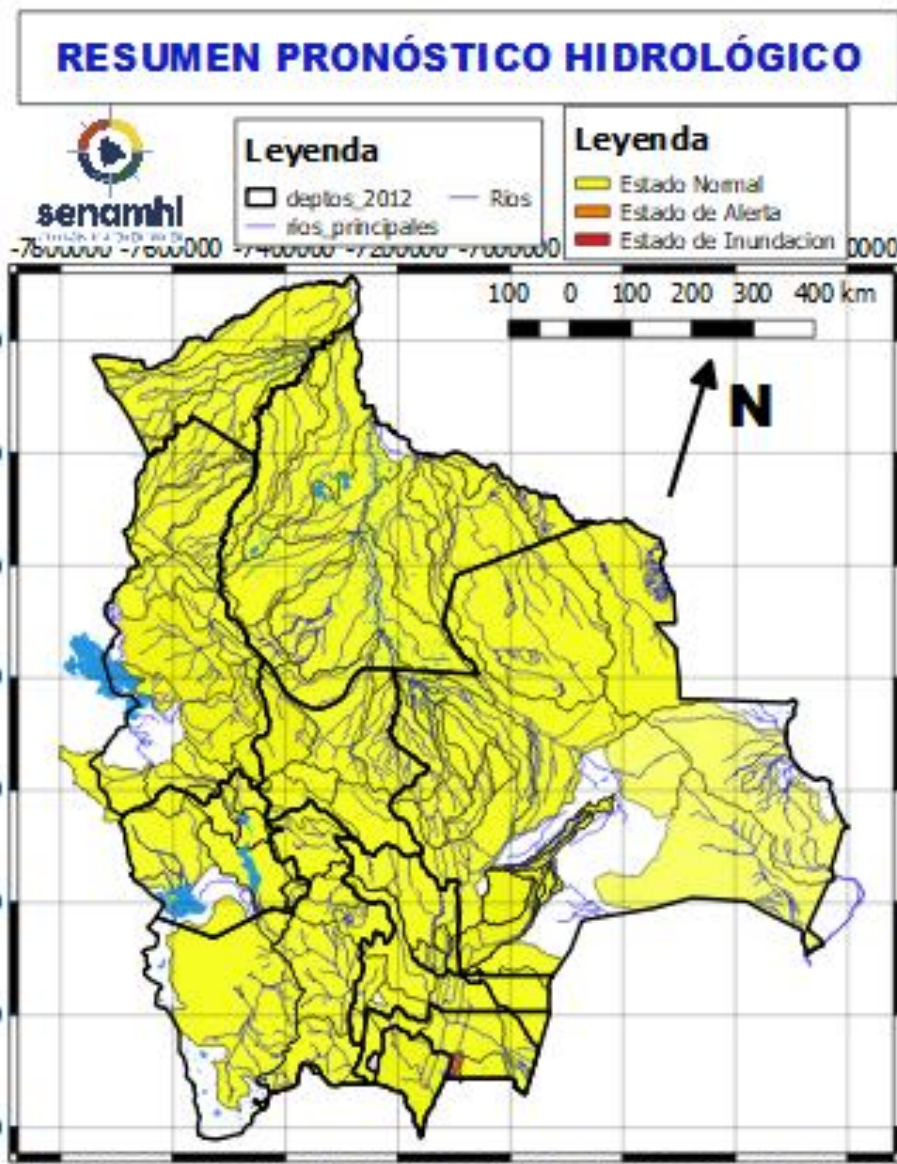 RESUMEN PRONÓSTICO HIDROLÓGICO
senamhi
Leyenda
deptos_2012
Rios
rios_principales
Leyenda
Estado Normal
Estado de Alerta
Estado de Inundacion
-7800000 -7600000 -7400000 -7200000 -7000000
100 0 100 200 300 400 km
N